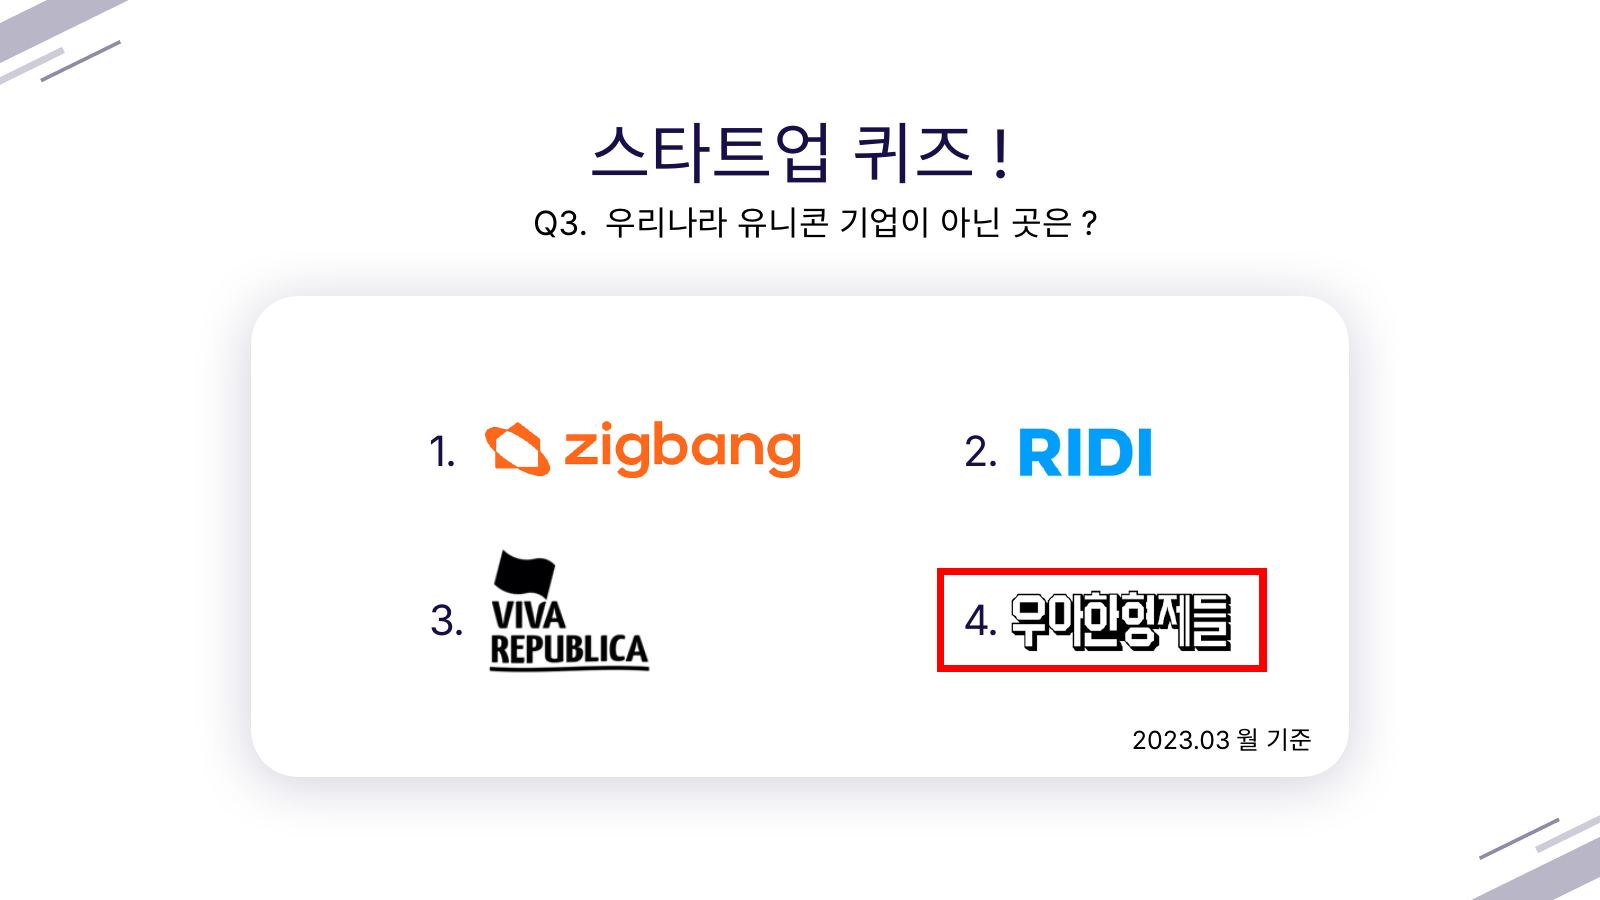 스타트업 퀴즈 !
Q3. 우리나라 유니콘 기업이 아닌 곳은 ?
1. zigbang
2. RIDI
3. VIVA
REPUBLICA
4. 우아한형제들
2023.03 월 기준